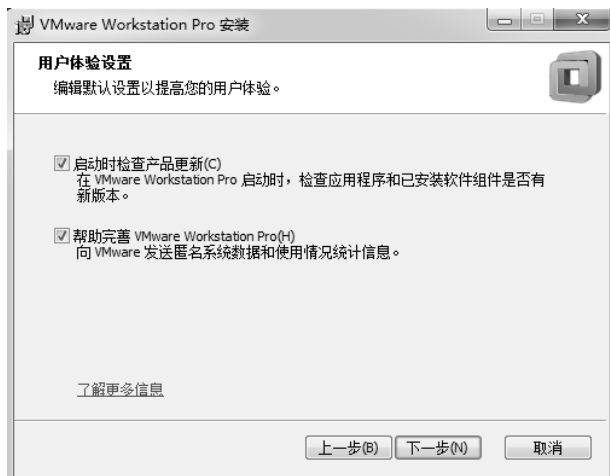 VMware Workstation Pro 安装
用户体验设置
编辑默认设置以提高您的用户体验。
启动时检查产品更新(C)
在 VMware Workstation Pro 启动时，检查应用程序和已安装软件组件是否有
新版本。
帮助完善 VMware Workstation Pro(H)
向 VMware 发送匿名系统数据和使用情况统计信息。
了解更多信息
上一步(B) 下一步(N) 取消